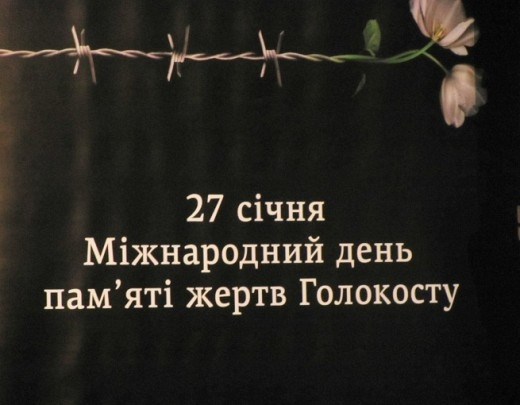 27 січня
Міжнародний день
пам’яті жертв Голокосту